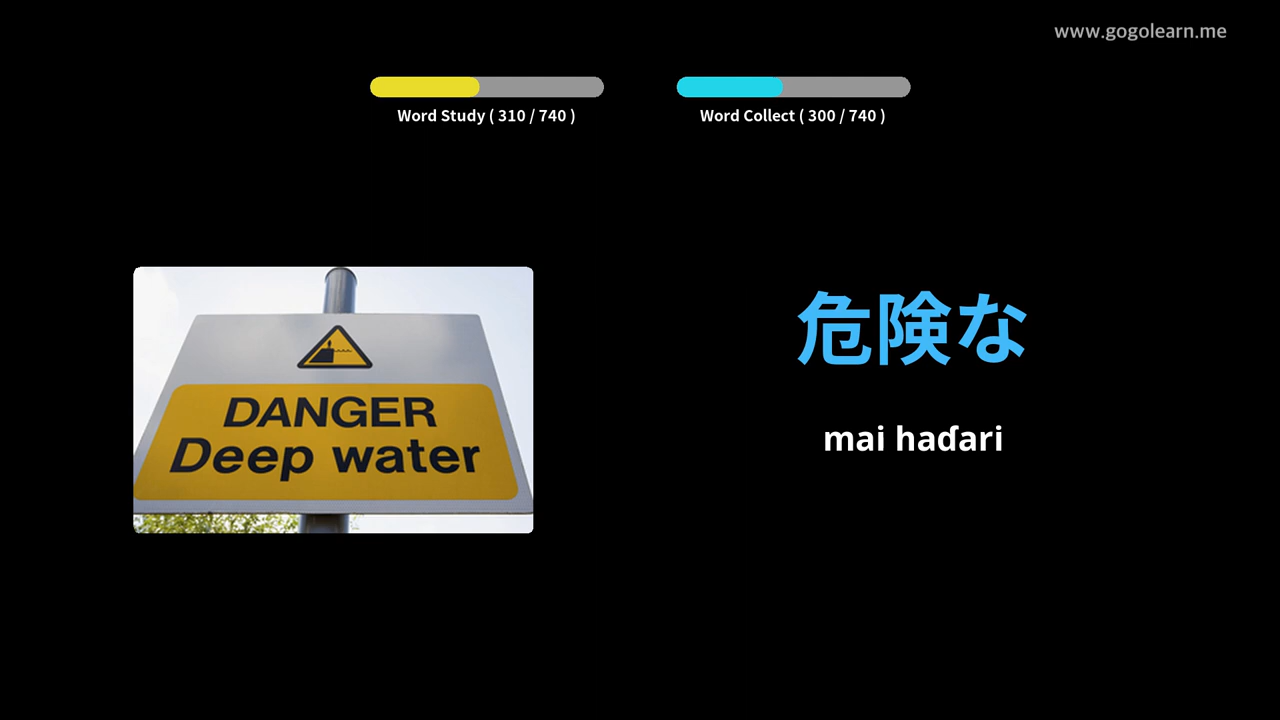 www.gogolearn.me
Word Study ( 310 / 740 )
Word Collect ( 300 / 740 )
DANGER
Deep water
危険な
mai haɗari